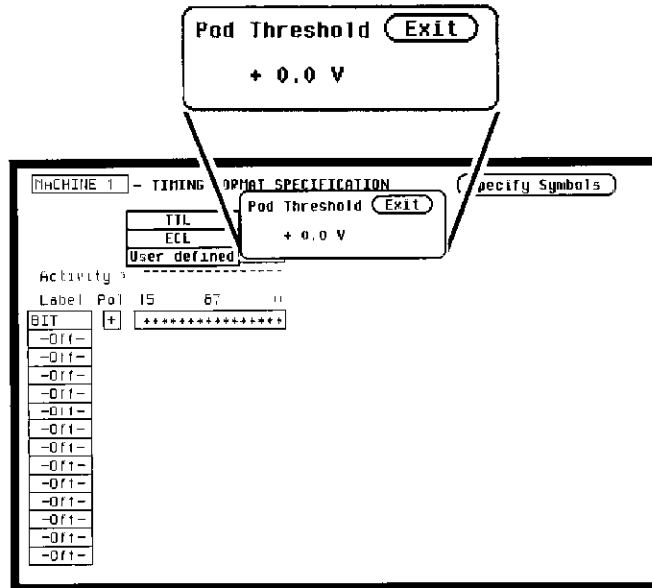 Pod Threshold Exit
+ 0.0 V
MACHINE 1 - TIMING FORMAT SPECIFICATION Specify Symbols
Pod Threshold Exit
+ 0.0 V
TTL
ECL
User defined
Activity >
Label Pol 15 87 0
BIT + ****************
-Off-
-Off-
-Off-
-Off-
-Off-
-Off-
-Off-
-Off-
-Off-
-Off-
-Off-
-Off-
-Off-